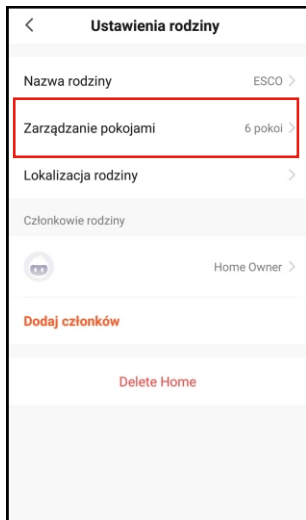 Ustawienia rodziny
Nazwa rodziny ESCO
Zarządzanie pokojami 6 pokoi
Lokalizacja rodziny
Członkowie rodziny
Home Owner
Dodaj członków
Delete Home